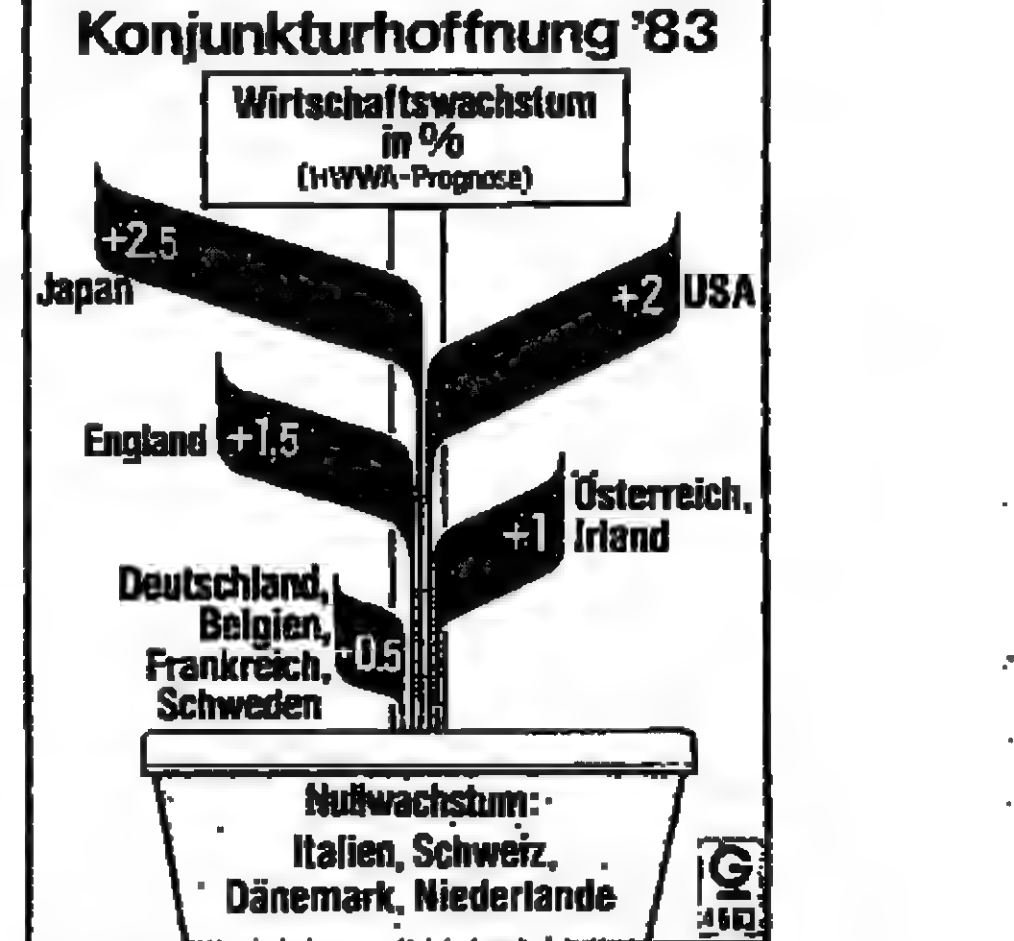 Konjunkturhoffnung '83
Wirtschaftswachstum
in %
(HWWA-Prognose)
+2.5
Japan
+2
USA
England
+1,5
Österreich,
Irland
+1
Deutschland,
Belgien,
Frankreich,
Schweden
0.5
Nullwachstum:
Italien, Schweiz,
Dänemark, Niederlande
G